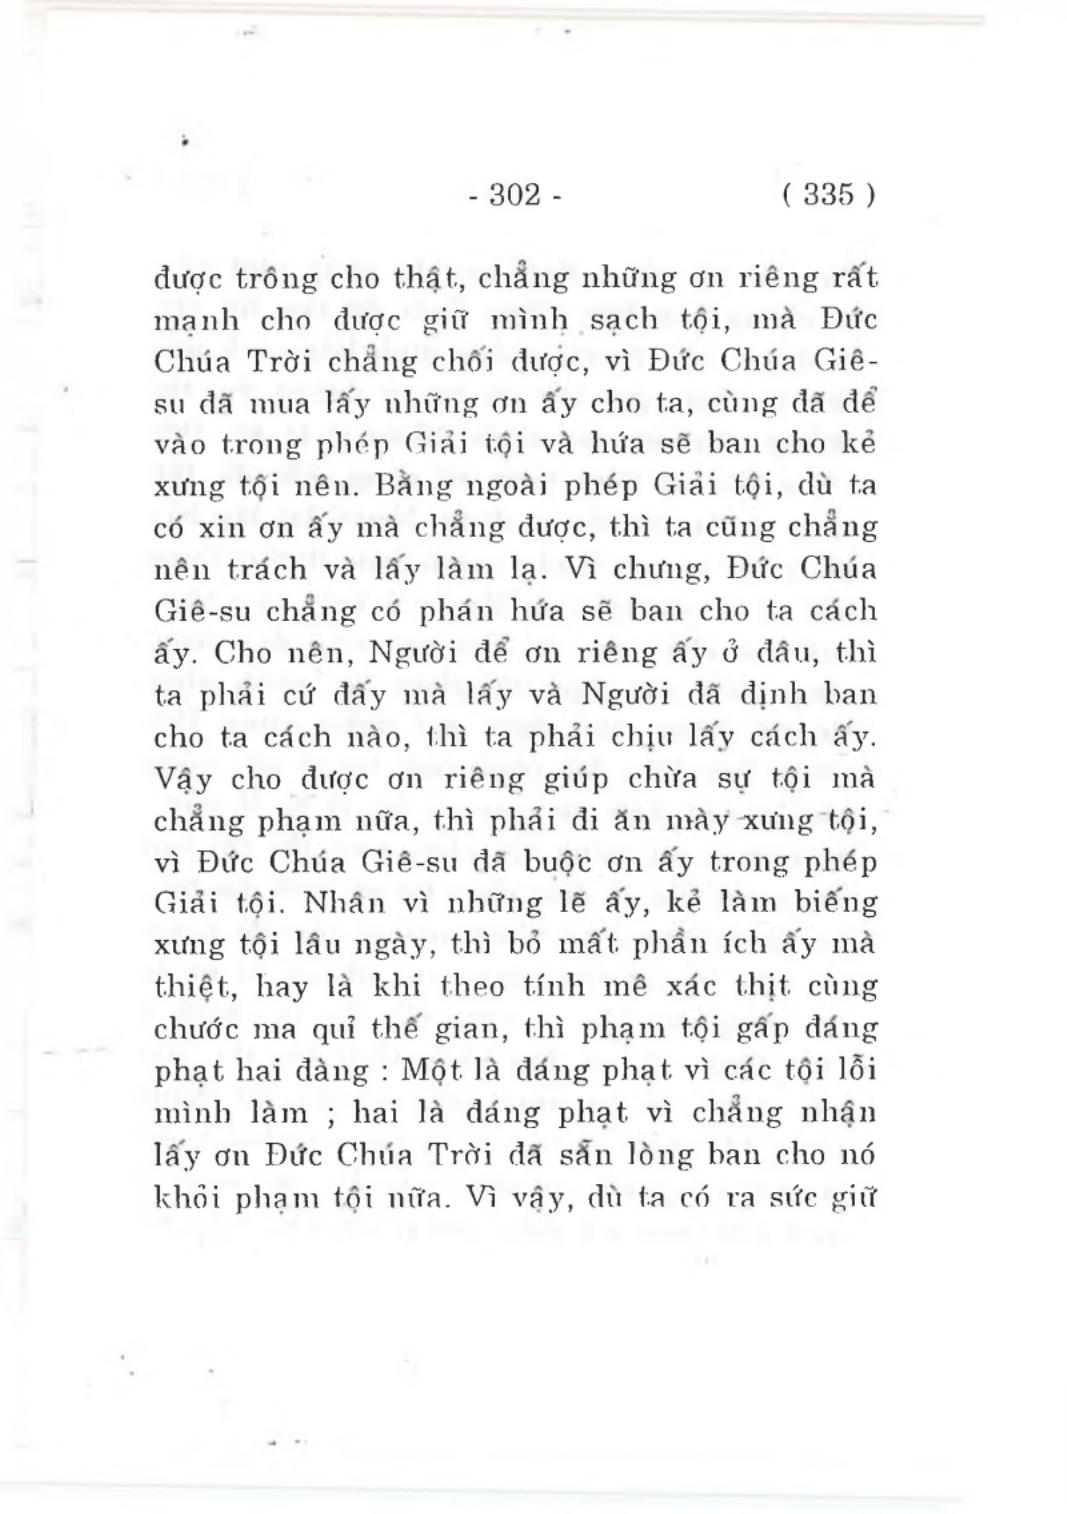 - 302 - ( 335 )
được trông cho thật, chẳng những ơn riêng rất
mạnh cho được giữ mình sạch tội, mà Đức
Chúa Trời chẳng chối được, vì Đức Chúa Giê-
su đã mua lấy những ơn ấy cho ta, cùng đã để
vào trong phép Giải tội và hứa sẽ ban cho kẻ
xưng tội nên. Bằng ngoài phép Giải tội, dù ta
có xin ơn ấy mà chẳng được, thì ta cũng chẳng
nên trách và lấy làm lạ. Vì chưng, Đức Chúa
Giê-su chẳng có phán hứa sẽ ban cho ta cách
ấy. Cho nên, Người để ơn riêng ấy ở đâu, thì
ta phải cứ đấy mà lấy và Người đã định ban
cho ta cách nào, thì ta phải chịu lấy cách ấy.
Vậy cho được ơn riêng giúp chừa sự tội mà
chẳng phạm nữa, thì phải đi ăn mày xưng tội,
vì Đức Chúa Giê-su đã buộc ơn ấy trong phép
Giải tội. Nhân vì những lẽ ấy, kẻ làm biếng
xưng tội lâu ngày, thì bỏ mất phần ích ấy mà
thiệt, hay là khi theo tính mê xác thịt cùng
chước ma quỉ thế gian, thì phạm tội gấp đáng
phạt hai đàng : Một là đáng phạt vì các tội lỗi
mình làm ; hai là đáng phạt vì chẳng nhận
lấy ơn Đức Chúa Trời đã sẵn lòng ban cho nó
khỏi phạm tội nữa. Vì vậy, dù ta có ra sức giữ